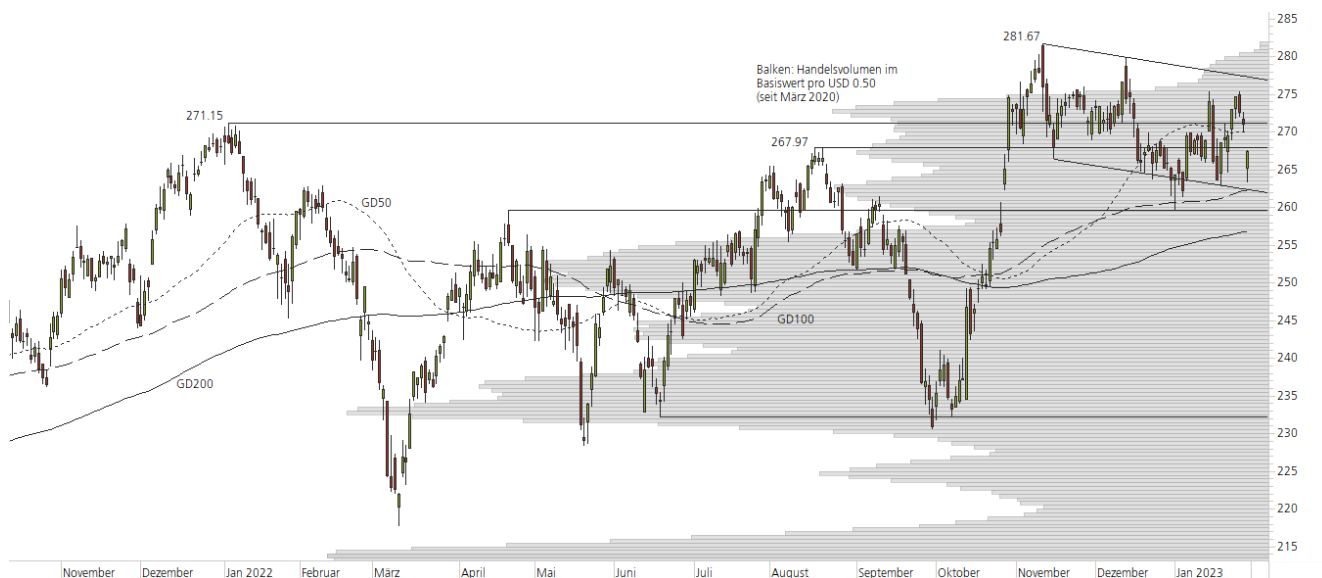 285
281.67
280
Balken: Handelsvolumen im
Basiswert pro USD 0.50
(seit März 2020)
275
271.15
270
267.97
265
260
GD50
255
250
245
GD100
240
GD200
235
230
225
220
215
November Dezember Jan 2022 Februar März April Mai Juni Juli August September Oktober November Dezember Jan 2023